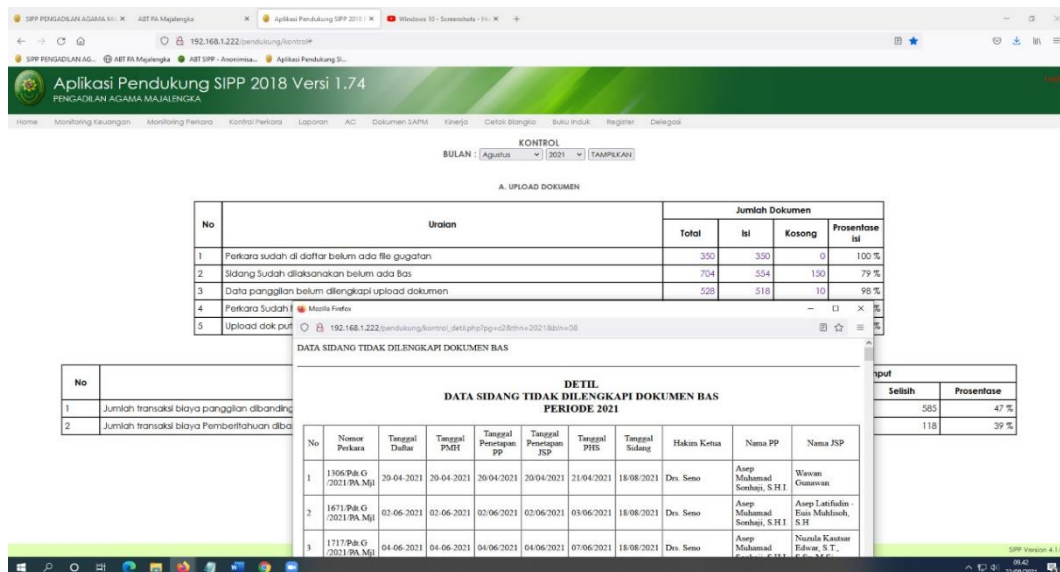 SIPP PENGADILAN AGAMA MA
ABT PA Majalengka
Aplikasi Pendukung SIPP 2018
Windows 10 - Screenshots -
192.168.1.222/pendukung/kontrol#
SIPP PENGADILAN AG...
ABT PA Majalengka
ABT SIPP - Anonimisa...
Aplikasi Pendukung SI...
Aplikasi Pendukung SIPP 2018 Versi 1.74
PENGADILAN AGAMA MAJALENGKA
Home Monitoring Keuangan Monitoring Perkara Kontrol Perkara Laporan AC Dokumen SAPM Kinerja Cetak Blangko Buku Induk Register Delegasi
KONTROL
BULAN : Agustus 2021 TAMPILKAN
A. UPLOAD DOKUMEN
No Uraian Jumlah Dokumen
Total Isi Kosong Prosentase isi
1 Perkara sudah di daftar belum ada file gugatan 350 350 0 100 %
2 Sidang Sudah dilaksanakan belum ada Bas 704 554 150 79 %
3 Data panggilan belum dilengkapi upload dokumen 528 518 10 98 %
4 Perkara Sudah %
5 Upload dok put %
No nput
Selisih Prosentase
1 Jumlah transaksi biaya panggilan dibanding 585 47 %
2 Jumlah transaksi biaya Pemberitahuan diba 118 39 %
Mozilla Firefox
192.168.1.222/pendukung/kontrol_detil.php?pg=c2&thn=2021&bln=08
DATA SIDANG TIDAK DILENGKAPI DOKUMEN BAS
DETIL
DATA SIDANG TIDAK DILENGKAPI DOKUMEN BAS
PERIODE 2021
No Nomor Perkara Tanggal Daftar Tanggal PMH Tanggal Penetapan PP Tanggal Penetapan JSP Tanggal PHS Tanggal Sidang Hakim Ketua Nama PP Nama JSP
1 1306/Pdt.G/2021/PA.Mjl 20-04-2021 20-04-2021 20/04/2021 20/04/2021 21/04/2021 18/08/2021 Drs. Seno Asep Muhamad Sonhaji, S.H.I. Wawan Gunawan
2 1671/Pdt.G/2021/PA.Mjl 02-06-2021 02-06-2021 02/06/2021 02/06/2021 03/06/2021 18/08/2021 Drs. Seno Asep Muhamad Sonhaji, S.H.I. Asep Latifudin - Euis Muhlisoh, S.H
3 1717/Pdt.G/2021/PA.Mjl 04-06-2021 04-06-2021 04/06/2021 04/06/2021 07/06/2021 18/08/2021 Drs. Seno Asep Muhamad Nuzula Kautsar Edwar, S.T.,
SIPP Version 4.1
09.42